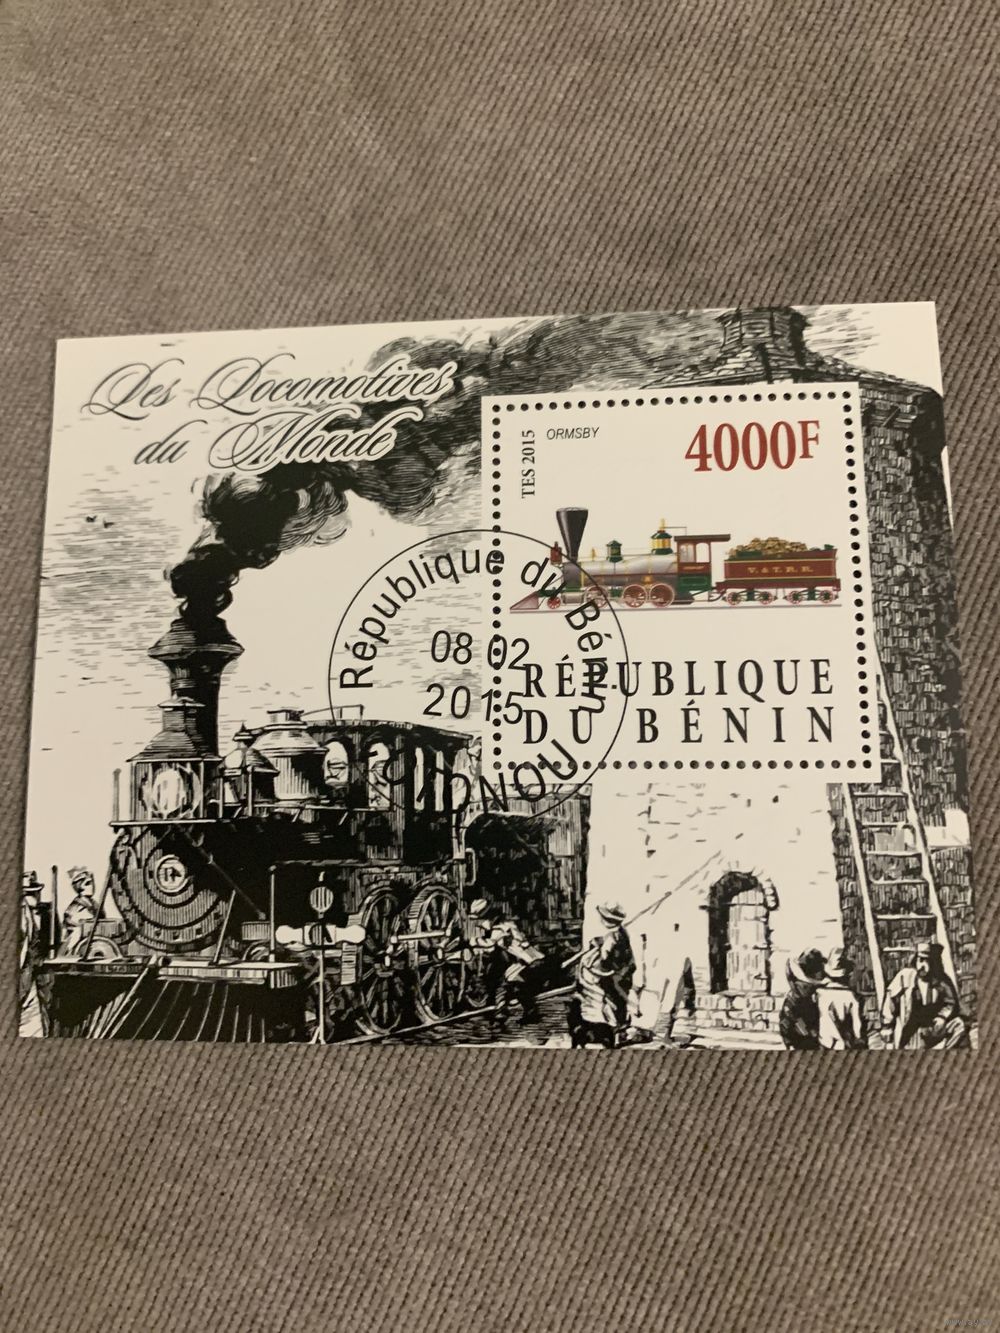 Les Locomotives
du Monde
TES 2015
ORMSBY
4000F
V. & T. R. R.
République du Bénin
08 02
2015
RÉPUBLIQUE
DU BÉNIN